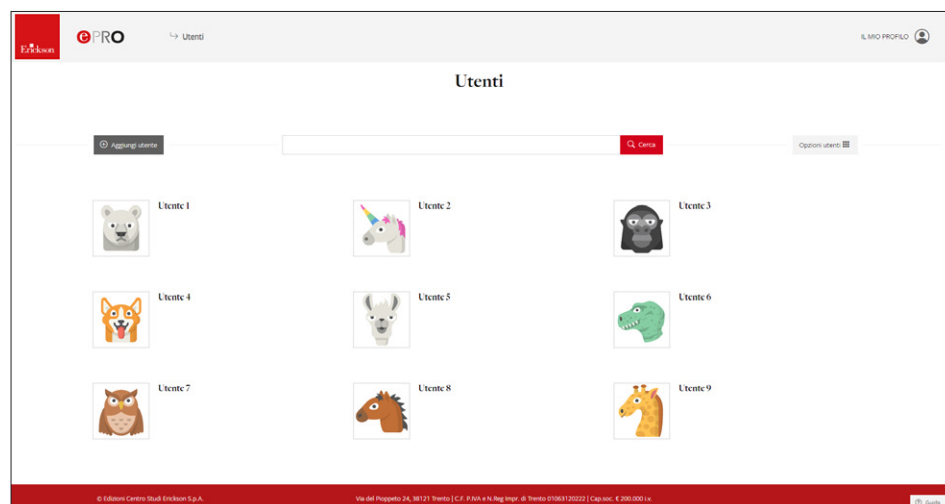 Erickson
ePRO
Utenti
IL MIO PROFILO
Utenti
Aggiungi utente
Cerca
Opzioni utenti
Utente 1
Utente 2
Utente 3
Utente 4
Utente 5
Utente 6
Utente 7
Utente 8
Utente 9
© Edizioni Centro Studi Erickson S.p.A.
Via del Pioppeto 24, 38121 Trento | C.F. P.IVA e N.Reg Impr. di Trento 01063120222 | Cap.soc. € 200.000 i.v.
Guida